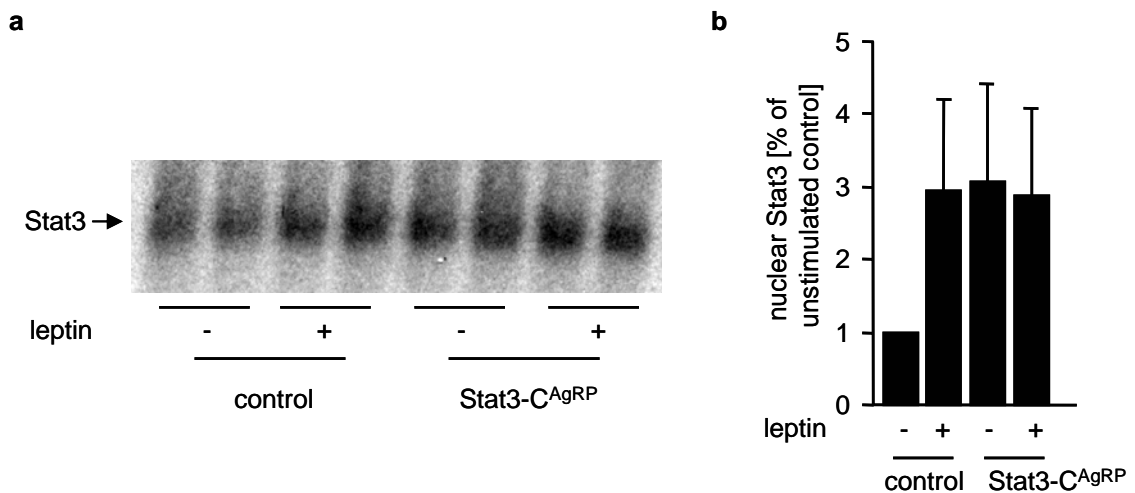 a
Stat3
leptin - + - +
control Stat3-C^AgRP
b
nuclear Stat3 [% of
unstimulated control]
5
4
3
2
1
0
leptin - + - +
control Stat3-C^AgRP